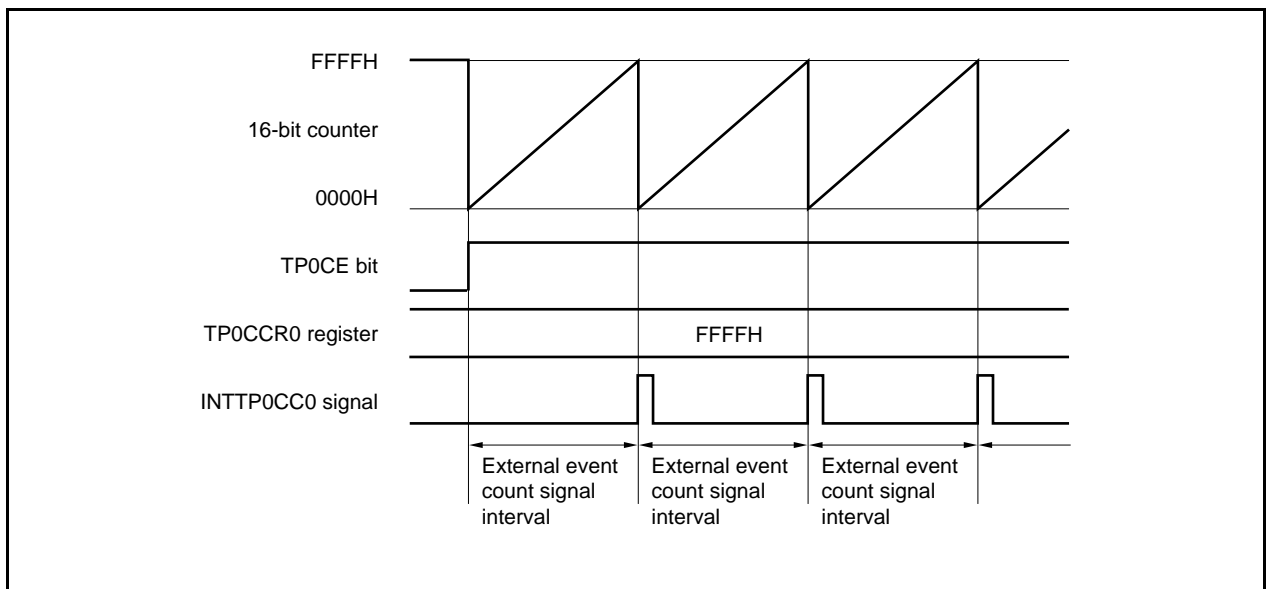 FFFFH
16-bit counter
0000H
TP0CE bit
TP0CCR0 register
FFFFH
INTTP0CC0 signal
External event
count signal
interval
External event
count signal
interval
External event
count signal
interval